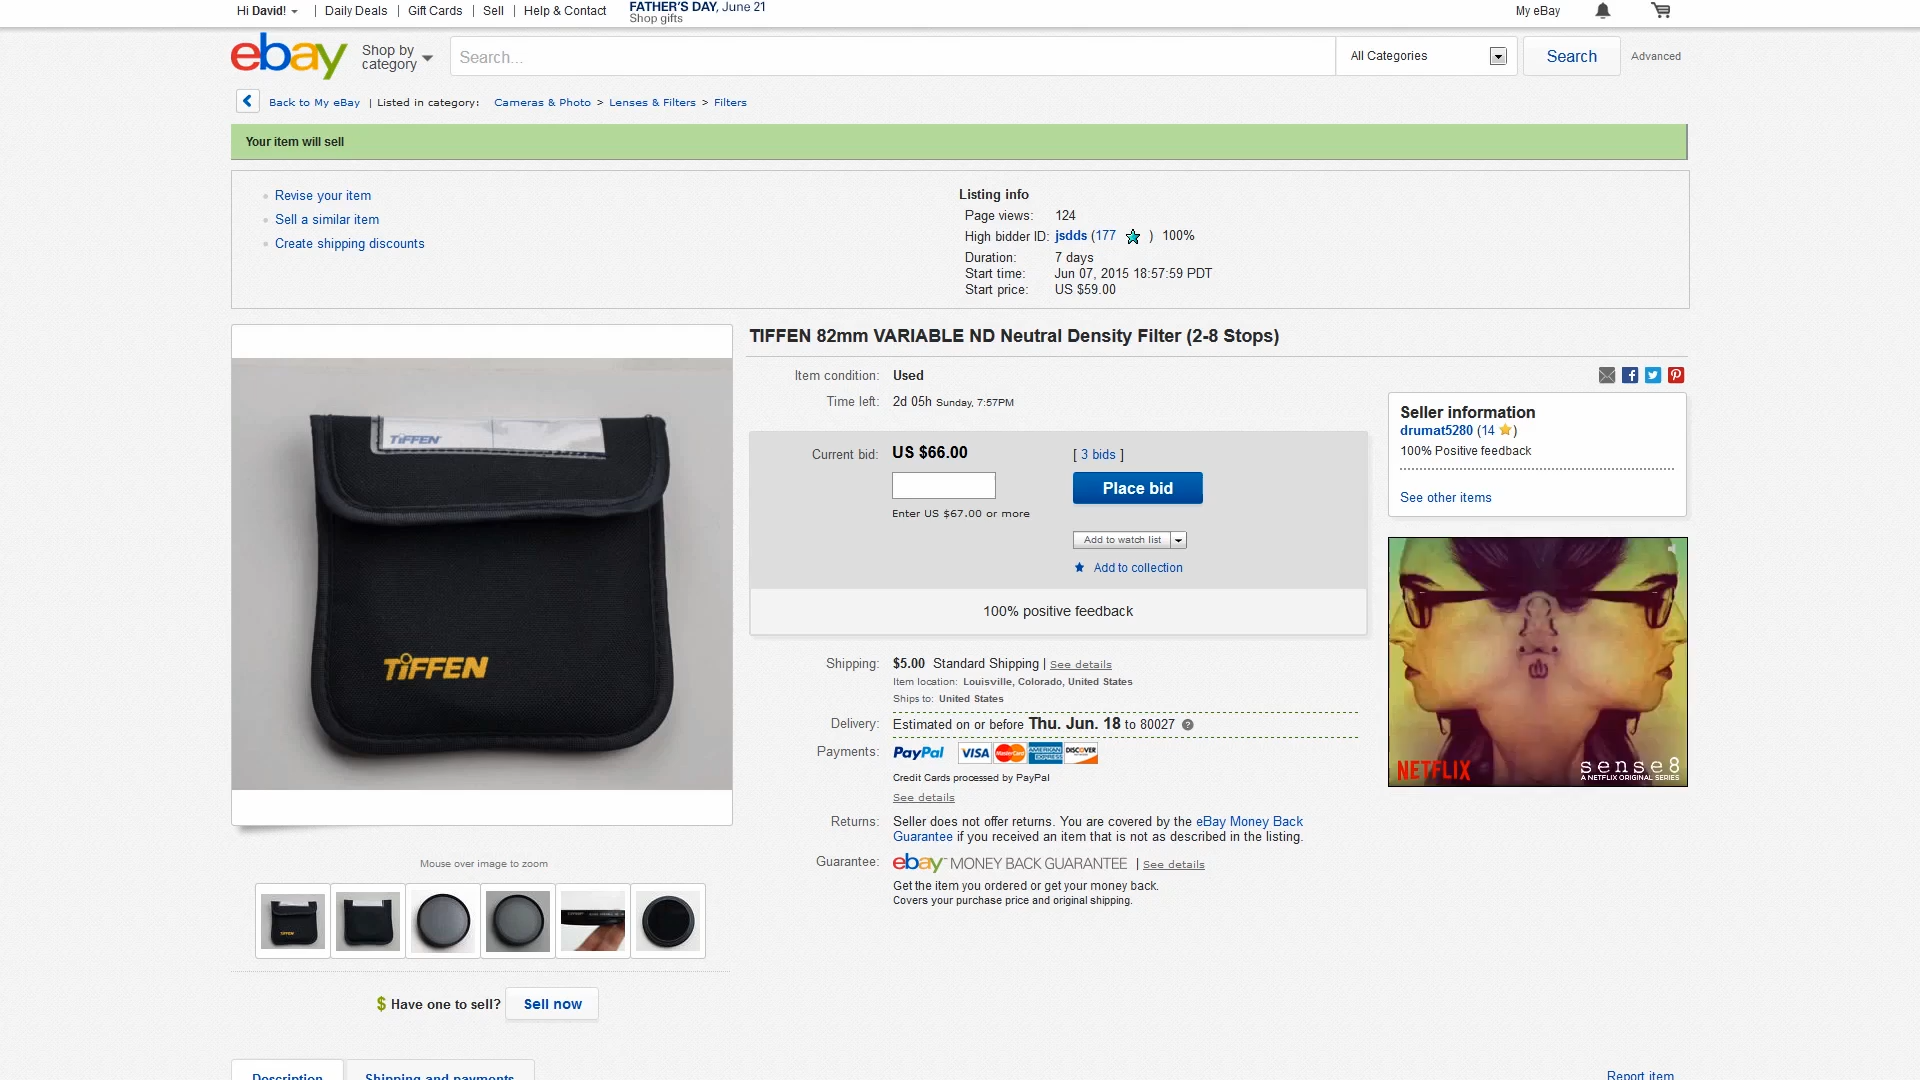 Hi David!
Daily Deals
Gift Cards
Sell
Help & Contact
FATHER'S DAY, June 21
Shop gifts
My eBay
ebay
Shop by
category
Search...
All Categories
Search
Advanced
Back to My eBay | Listed in category: Cameras & Photo > Lenses & Filters > Filters
Your item will sell
Revise your item
Sell a similar item
Create shipping discounts
Listing info
Page views: 124
High bidder ID: jsdds (177 ) 100%
Duration: 7 days
Start time: Jun 07, 2015 18:57:59 PDT
Start price: US $59.00
TIFFEN 82mm VARIABLE ND Neutral Density Filter (2-8 Stops)
Item condition: Used
Time left: 2d 05h Sunday, 7:57PM
Current bid: US $66.00
[ 3 bids ]
Place bid
Enter US $67.00 or more
Add to watch list
Add to collection
100% positive feedback
Seller information
drumat5280 (14 )
100% Positive feedback
See other items
TIFFEN
TIFFEN
Shipping: $5.00 Standard Shipping | See details
Item location: Louisville, Colorado, United States
Ships to: United States
Delivery: Estimated on or before Thu. Jun. 18 to 80027 ?
Payments: PayPal VISA MasterCard AMERICAN EXPRESS DISCOVER
Credit Cards processed by PayPal
See details
Returns: Seller does not offer returns. You are covered by the eBay Money Back
Guarantee if you received an item that is not as described in the listing.
Guarantee: ebay MONEY BACK GUARANTEE | See details
Get the item you ordered or get your money back.
Covers your purchase price and original shipping.
NETFLIX
sense8
A NETFLIX ORIGINAL SERIES
Mouse over image to zoom
$ Have one to sell? Sell now
Description
Shipping and payments
Report item